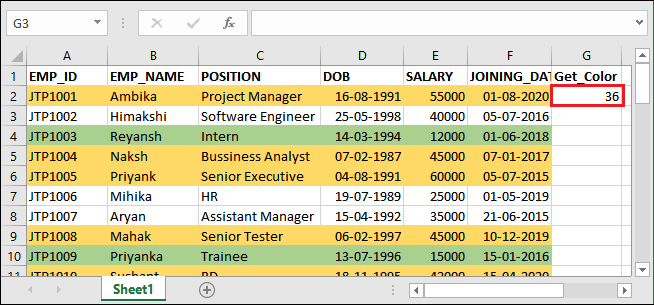 G3 fx
A B C D E F G
1 EMP_ID EMP_NAME POSITION DOB SALARY JOINING_DAT Get_Color
2 JTP1001 Ambika Project Manager 16-08-1991 55000 01-08-2020 36
3 JTP1002 Himakshi Software Engineer 25-05-1998 40000 05-07-2016
4 JTP1003 Reyansh Intern 14-03-1994 12000 01-06-2018
5 JTP1004 Naksh Bussiness Analyst 07-02-1987 45000 07-01-2017
6 JTP1005 Priyank Senior Executive 04-08-1991 60000 05-07-2015
7 JTP1006 Mihika HR 19-07-1989 25000 01-05-2019
8 JTP1007 Aryan Assistant Manager 15-04-1992 35000 21-06-2015
9 JTP1008 Mahak Senior Tester 06-02-1997 45000 10-12-2019
10 JTP1009 Priyanka Trainee 13-07-1996 15000 15-01-2016
11 JTP1010 Sushant PD 18-11-1995 42000 15-04-2020
Sheet1